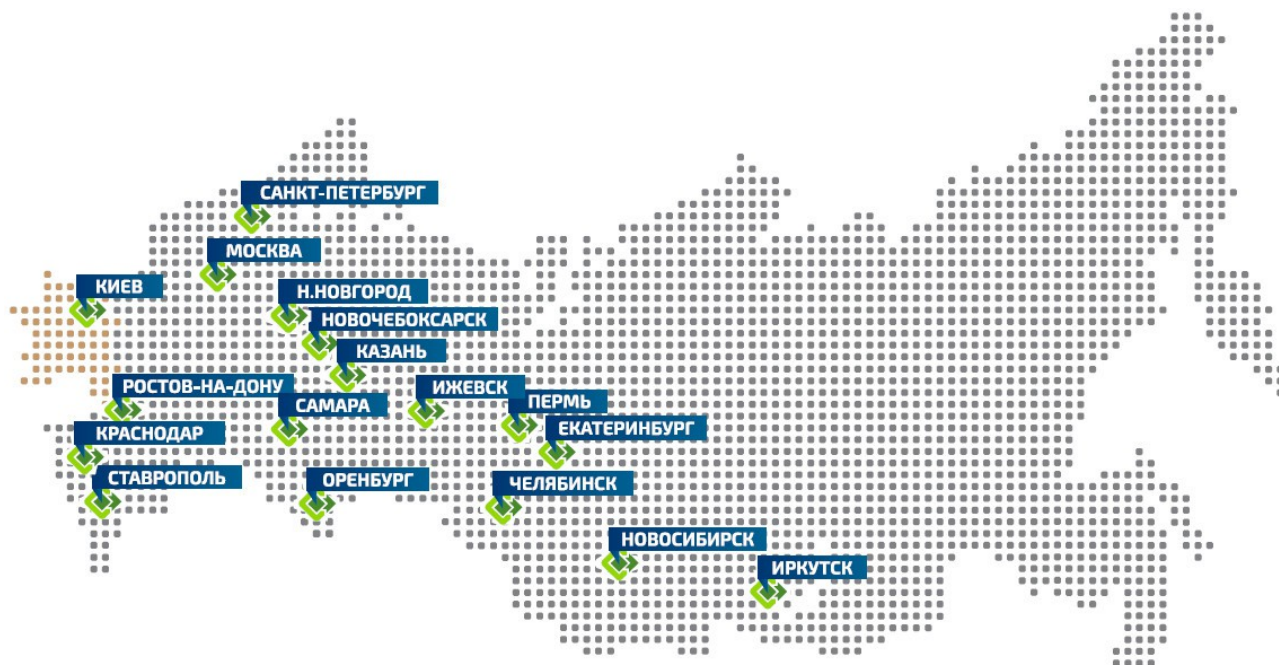 САНКТ-ПЕТЕРБУРГ
МОСКВА
КИЕВ
Н.НОВГОРОД
НОВОЧЕБОКСАРСК
КАЗАНЬ
РОСТОВ-НА-ДОНУ
ИЖЕВСК
ПЕРМЬ
САМАРА
ЕКАТЕРИНБУРГ
КРАСНОДАР
СТАВРОПОЛЬ
ОРЕНБУРГ
ЧЕЛЯБИНСК
НОВОСИБИРСК
ИРКУТСК